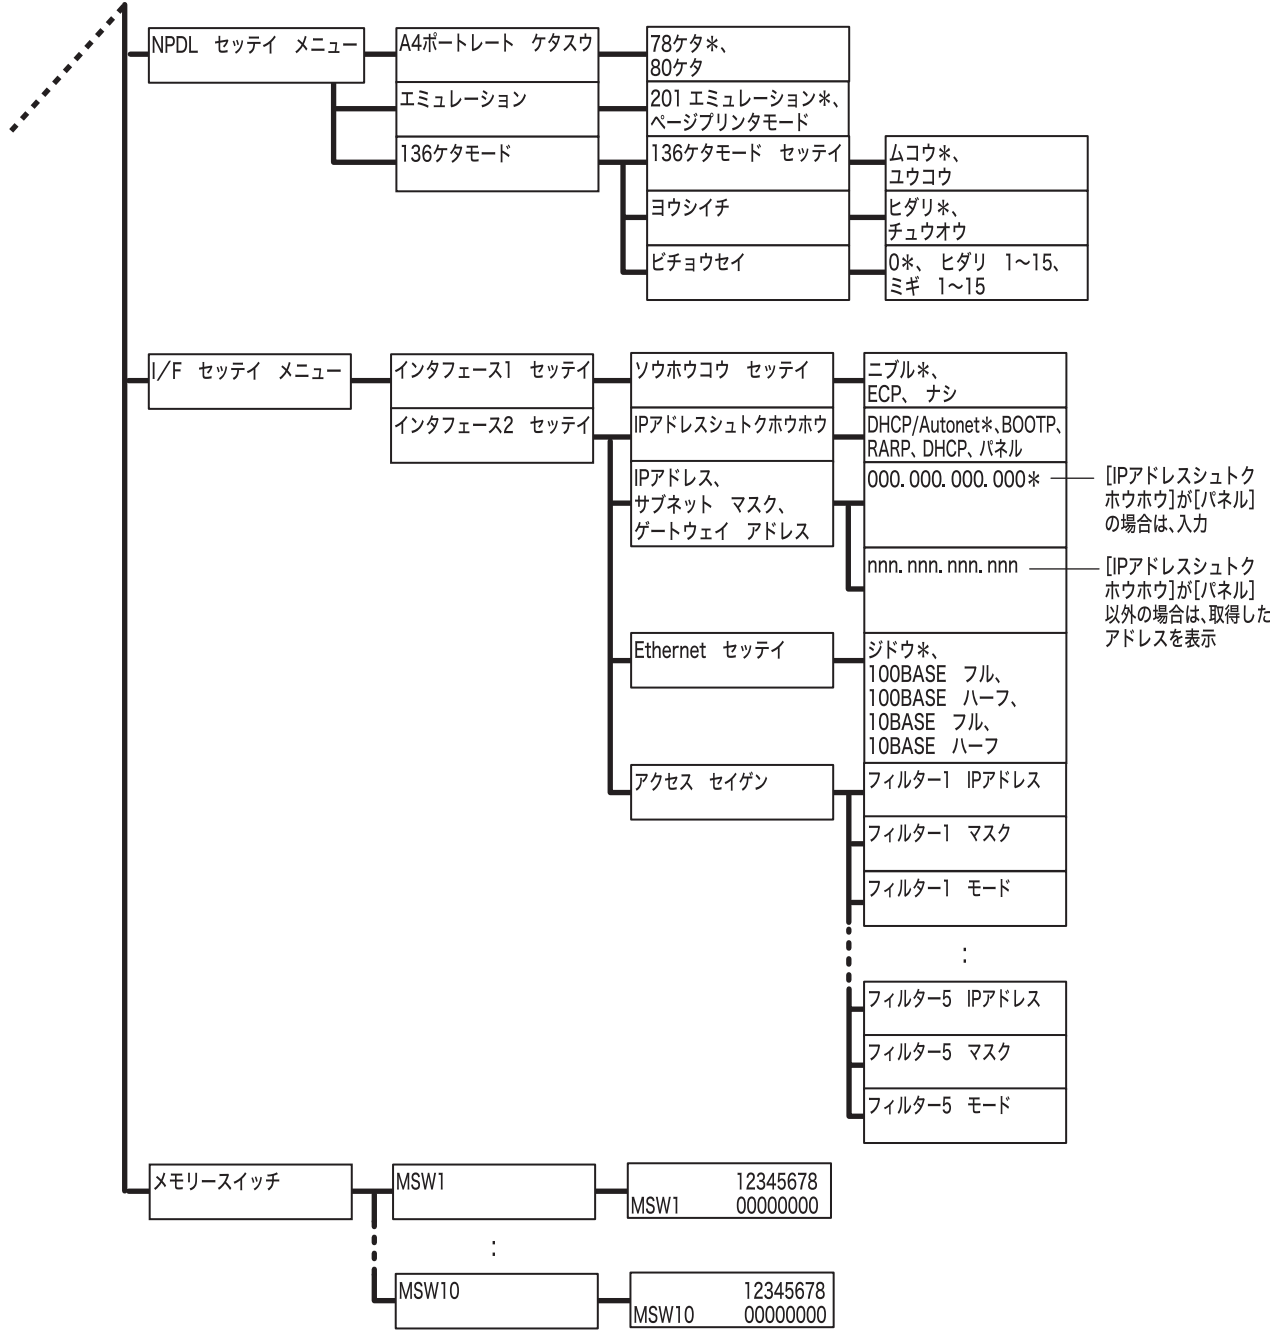 NPDL セッテイ メニュー
A4ポートレート ケタスウ
78ケタ＊、
80ケタ
エミュレーション
201 エミュレーション＊、
ページプリンタモード
136ケタモード
136ケタモード セッテイ
ムコウ＊、
ユウコウ
ヨウシイチ
ヒダリ＊、
チュウオウ
ビチョウセイ
0＊、 ヒダリ 1〜15、
ミギ 1〜15
I/F セッテイ メニュー
インタフェース1 セッテイ
ソウホウコウ セッテイ
ニブル＊、
ECP、 ナシ
インタフェース2 セッテイ
IPアドレスシュトクホウホウ
DHCP/Autonet＊、BOOTP、
RARP、DHCP、パネル
IPアドレス、
サブネット マスク、
ゲートウェイ アドレス
000. 000. 000. 000＊
[IPアドレスシュトク
ホウホウ]が[パネル]
の場合は、入力
nnn. nnn. nnn. nnn
[IPアドレスシュトク
ホウホウ]が[パネル]
以外の場合は、取得した
アドレスを表示
Ethernet セッテイ
ジドウ＊、
100BASE フル、
100BASE ハーフ、
10BASE フル、
10BASE ハーフ
アクセス セイゲン
フィルター1 IPアドレス
フィルター1 マスク
フィルター1 モード
:
フィルター5 IPアドレス
フィルター5 マスク
フィルター5 モード
メモリースイッチ
MSW1
12345678
MSW1 00000000
:
MSW10
12345678
MSW10 00000000